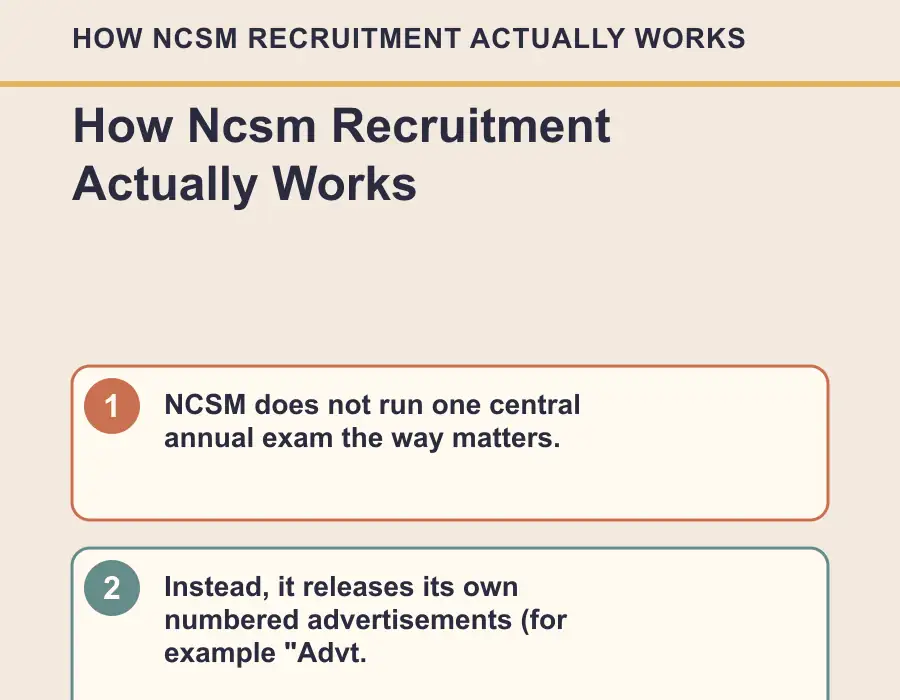 HOW NCSM RECRUITMENT ACTUALLY WORKS
How Ncsm Recruitment
Actually Works
1
NCSM does not run one central
annual exam the way matters.
2
Instead, it releases its own
numbered advertisements (for
example "Advt.